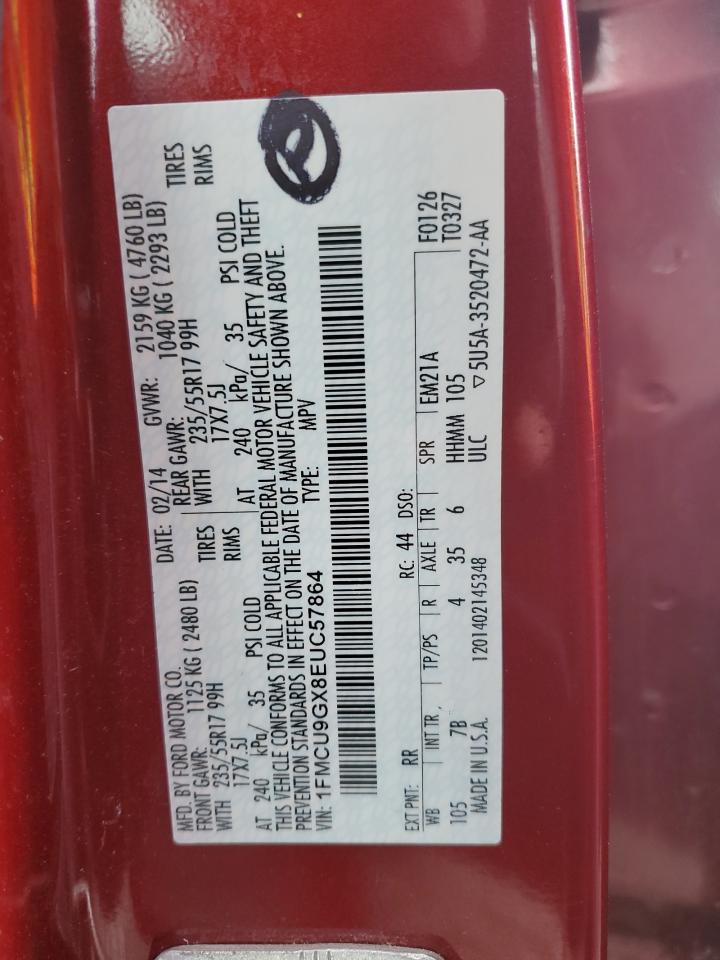 MFD. BY FORD MOTOR CO. DATE: 02/14 GVWR: 2159 KG ( 4760 LB)
FRONT GAWR: 1125 KG ( 2480 LB) REAR GAWR: 1040 KG ( 2293 LB)
WITH 235/55R17 99H TIRES WITH 235/55R17 99H TIRES
17X7.5J RIMS 17X7.5J RIMS
AT 240 kPa/ 35 PSI COLD AT 240 kPa/ 35 PSI COLD
THIS VEHICLE CONFORMS TO ALL APPLICABLE FEDERAL MOTOR VEHICLE SAFETY AND THEFT
PREVENTION STANDARDS IN EFFECT ON THE DATE OF MANUFACTURE SHOWN ABOVE.
VIN: 1FMCU9GX8EUC57864 TYPE: MPV
EXT PNT: RR RC: 44 DSO: F0126
WB INT TR, TP/PS R AXLE TR SPR EM21A T0327
105 7B 4 35 6 HHMM 105
MADE IN U.S.A. 1201402145348 ULC ▽5U5A-3520472-AA